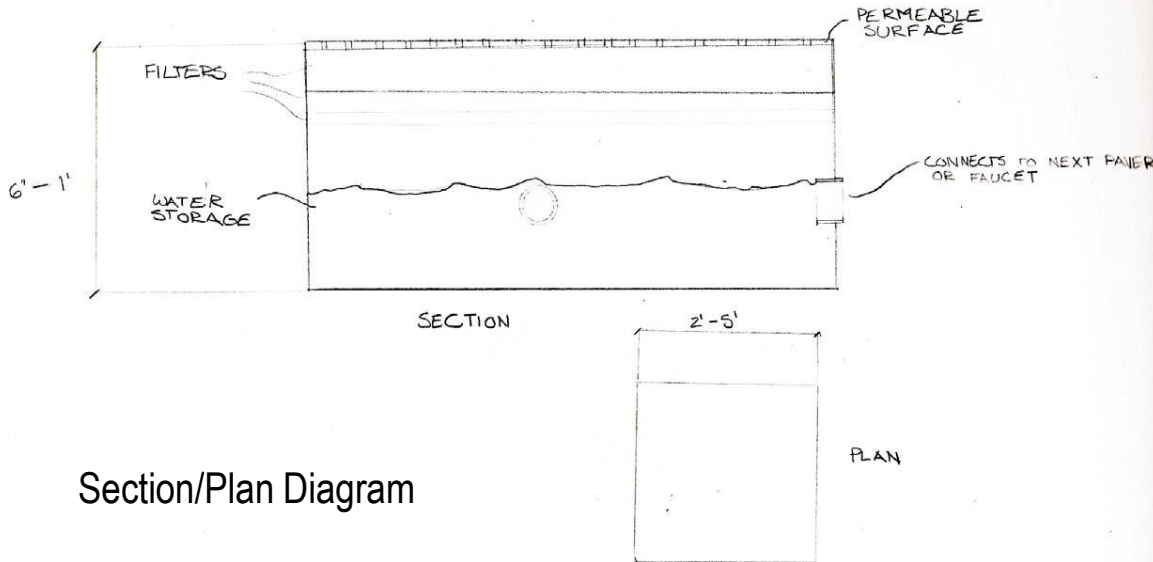 PERMEABLE
SURFACE
FILTERS
6" - 1'
WATER
STORAGE
CONNECTS TO NEXT PAVER
OR FAUCET
SECTION
2' - 5'
PLAN
Section/Plan Diagram